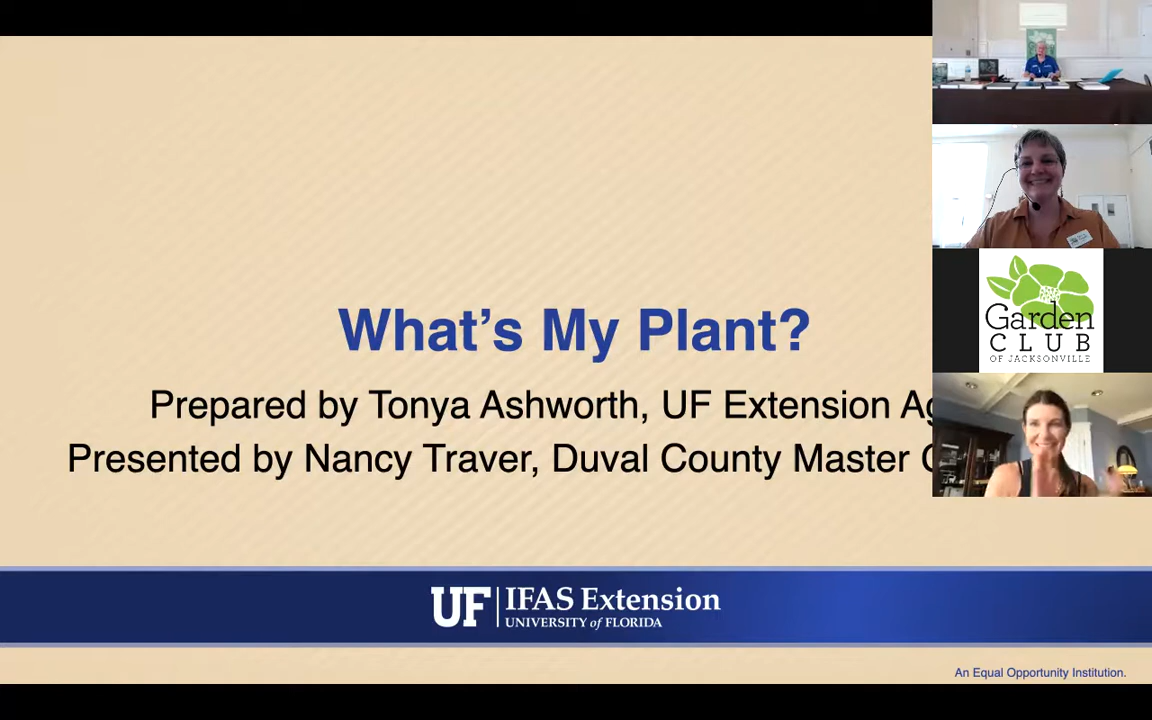 What's My Plant?
Prepared by Tonya Ashworth, UF Extension
Presented by Nancy Traver, Duval County Master
UF IFAS Extension
UNIVERSITY of FLORIDA
An Equal Opportunity Institution.
Garden
CLUB
OF JACKSONVILLE